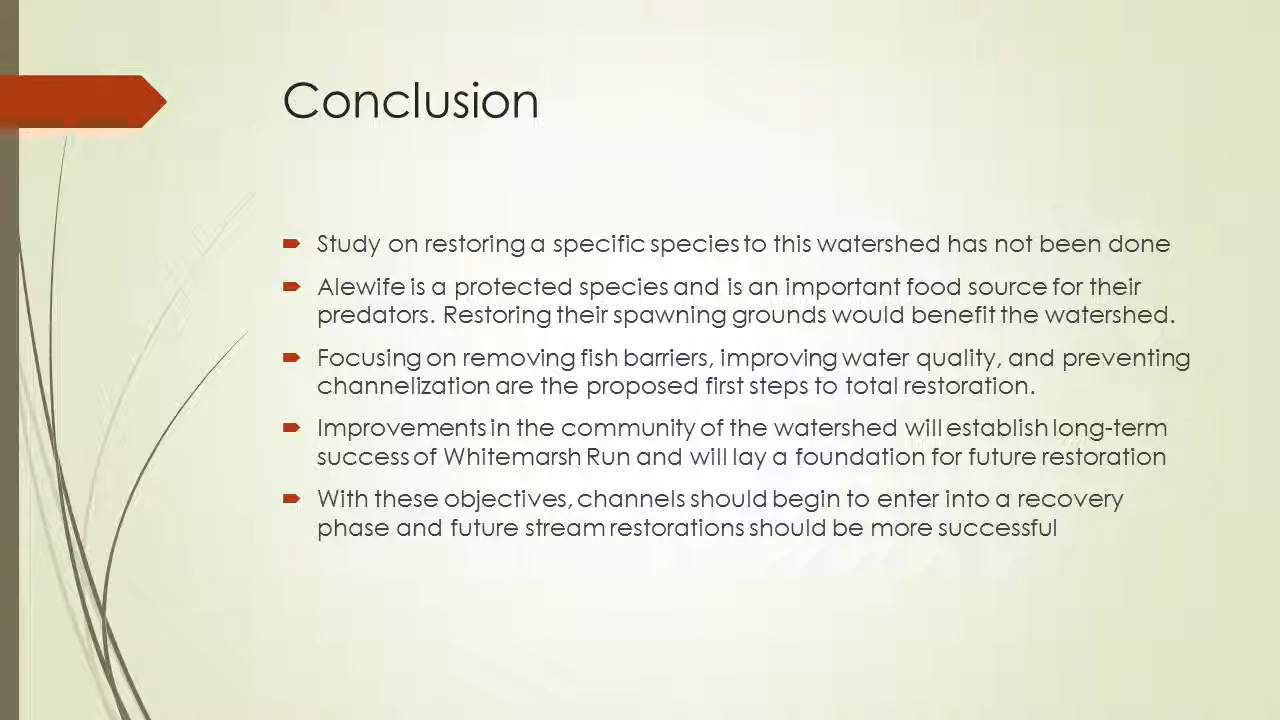 Conclusion
Study on restoring a specific species to this watershed has not been done
Alewife is a protected species and is an important food source for their
predators. Restoring their spawning grounds would benefit the watershed.
Focusing on removing fish barriers, improving water quality, and preventing
channelization are the proposed first steps to total restoration.
Improvements in the community of the watershed will establish long-term
success of Whitemarsh Run and will lay a foundation for future restoration
With these objectives, channels should begin to enter into a recovery
phase and future stream restorations should be more successful